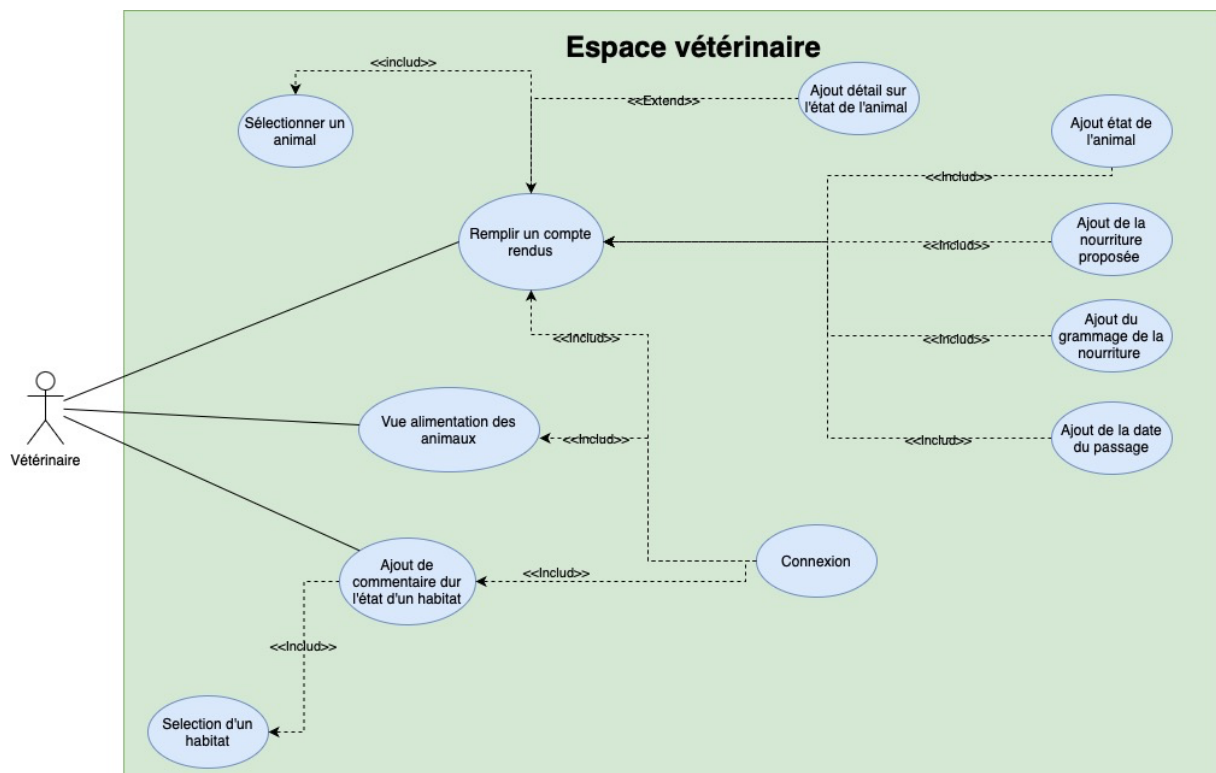 Espace vétérinaire
<<includ>>
Sélectionner un
animal
<<Extend>>
Ajout détail sur
l'état de l'animal
Ajout état de
l'animal
<<Includ>>
Remplir un compte
rendus
Ajout de la
nourriture
proposée
<<Includ>>
<<Includ>>
Ajout du
grammage de la
nourriture
<<Includ>>
Vue alimentation des
animaux
<<Includ>>
Ajout de la date
du passage
<<Includ>>
Vétérinaire
Ajout de
commentaire dur
l'état d'un habitat
<<Includ>>
Connexion
<<Includ>>
Selection d'un
habitat